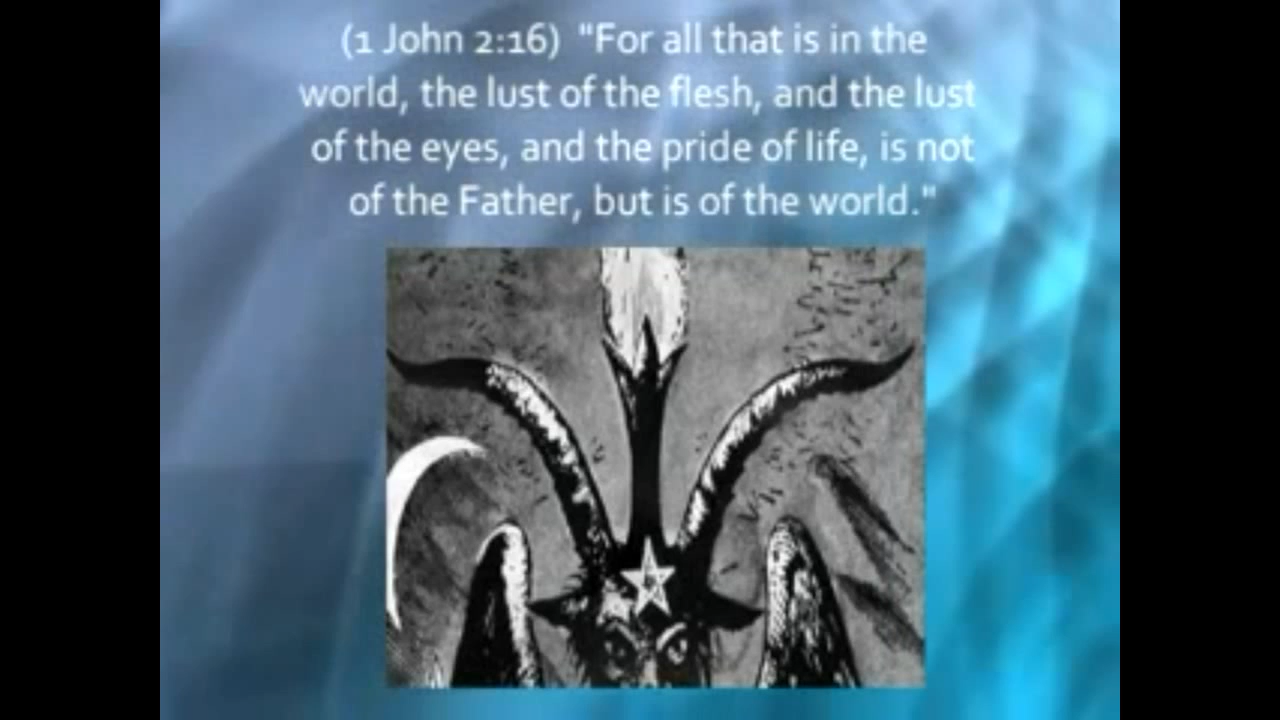 (1 John 2:16)  "For all that is in the
world, the lust of the flesh, and the lust
of the eyes, and the pride of life, is not
of the Father, but is of the world."